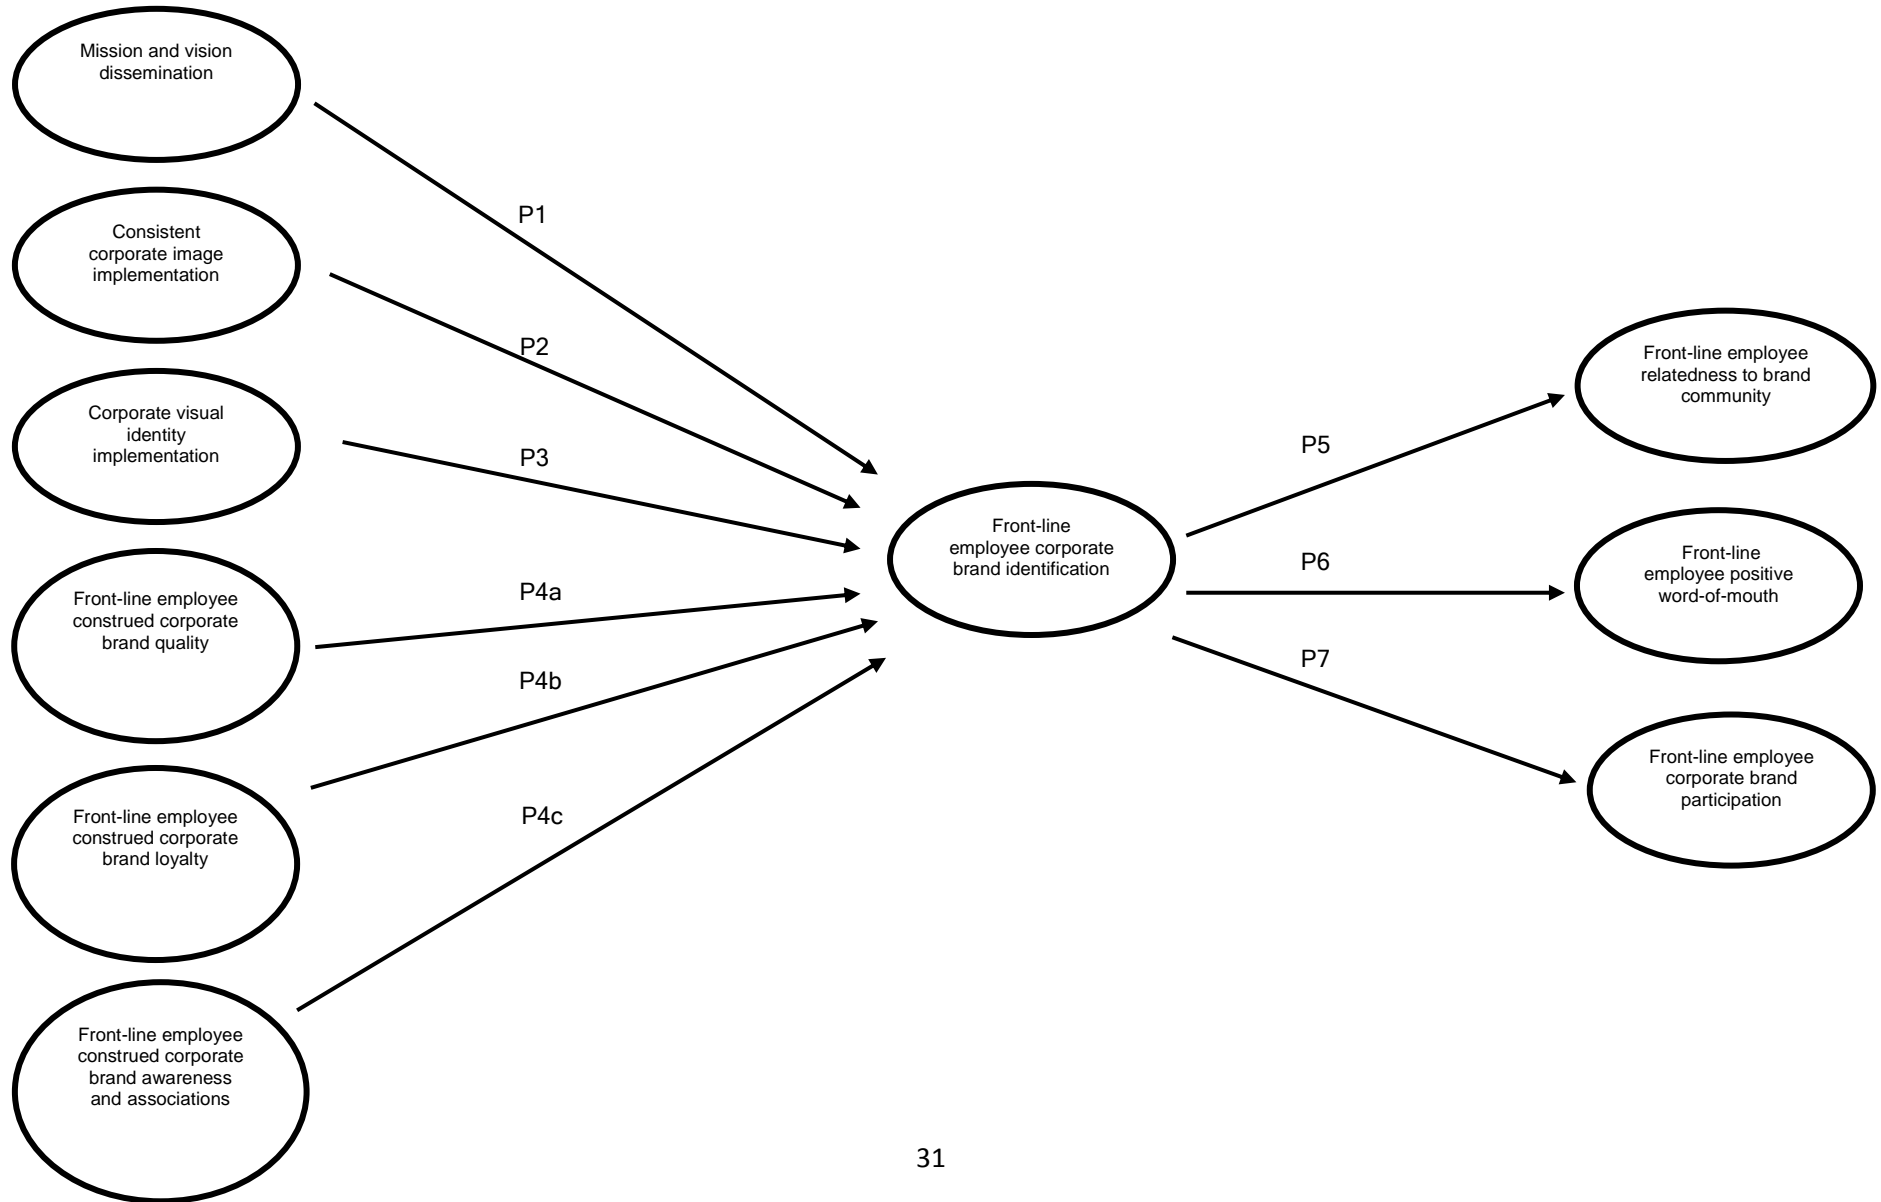 Mission and vision
dissemination
P1
Consistent
corporate image
implementation
P2
Corporate visual
identity
implementation
P3
Front-line employee
construed corporate
brand quality
P4a
Front-line employee
construed corporate
brand loyalty
P4b
Front-line employee
construed corporate
brand awareness
and associations
P4c
Front-line
employee corporate
brand identification
P5
Front-line employee
relatedness to brand
community
P6
Front-line
employee positive
word-of-mouth
P7
Front-line employee
corporate brand
participation
31